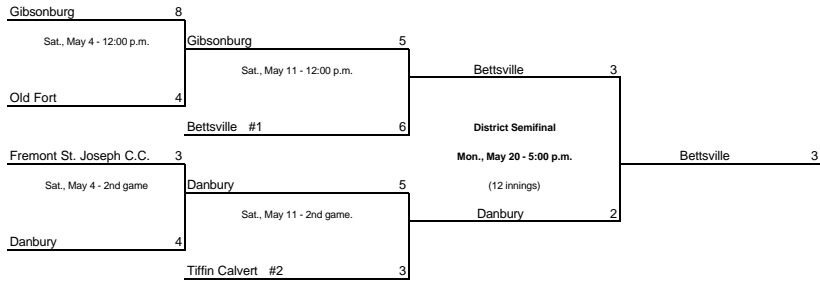 Gibsonburg 8
Sat., May 4 - 12:00 p.m.
Gibsonburg 5
Sat., May 11 - 12:00 p.m.
Bettsville 3
Old Fort 4
Bettsville #1 6
District Semifinal
Fremont St. Joseph C.C. 3
Mon., May 20 - 5:00 p.m.
Bettsville 3
Sat., May 4 - 2nd game
Danbury 5
(12 innings)
Sat., May 11 - 2nd game.
Danbury 2
Danbury 4
Tiffin Calvert #2 3